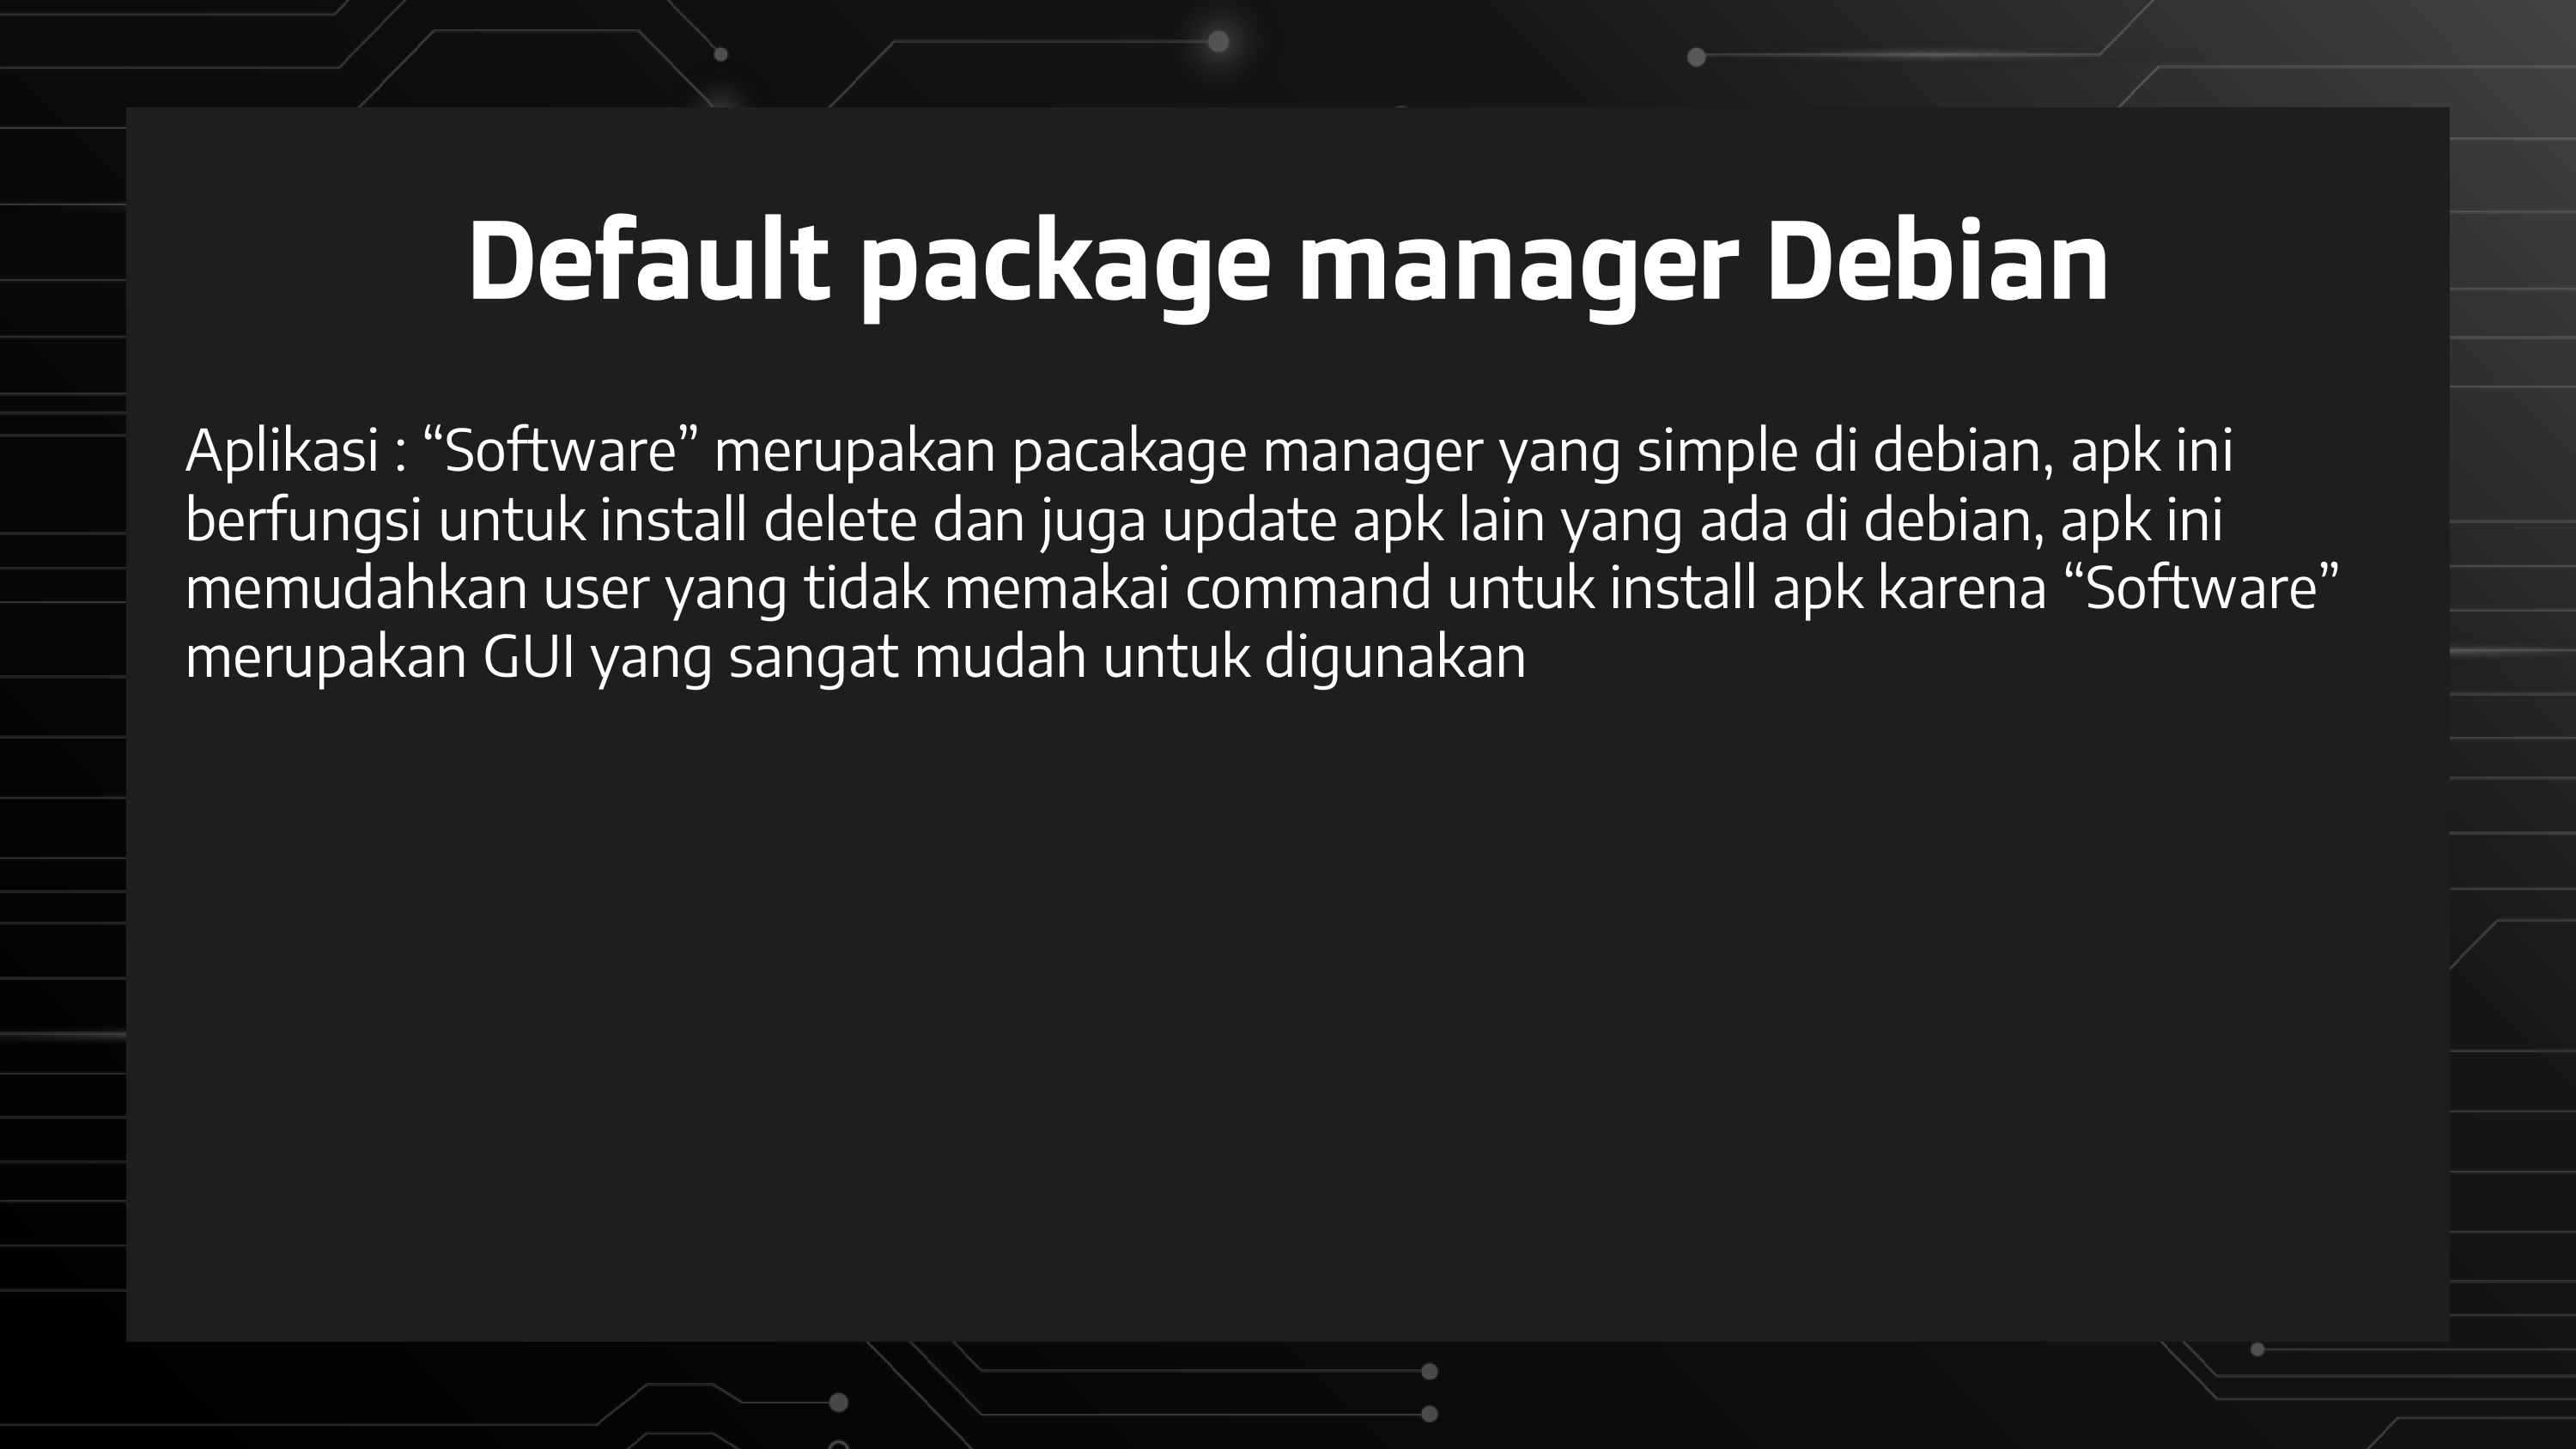 Default package manager Debian
Aplikasi : “Software” merupakan pacakage manager yang simple di debian, apk ini
berfungsi untuk install delete dan juga update apk lain yang ada di debian, apk ini
memudahkan user yang tidak memakai command untuk install apk karena “Software”
merupakan GUI yang sangat mudah untuk digunakan